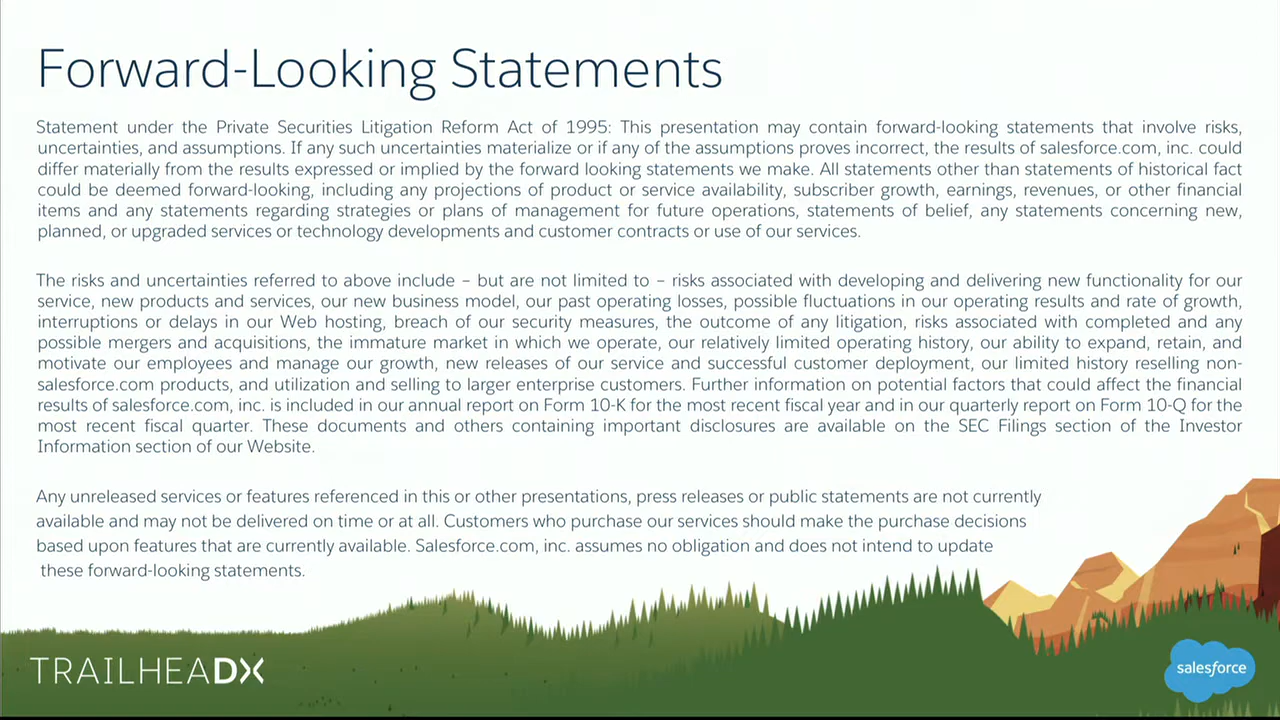 Forward-Looking Statements
Statement under the Private Securities Litigation Reform Act of 1995: This presentation may contain forward-looking statements that involve risks,
uncertainties, and assumptions. If any such uncertainties materialize or if any of the assumptions proves incorrect, the results of salesforce.com, inc. could
differ materially from the results expressed or implied by the forward looking statements we make. All statements other than statements of historical fact
could be deemed forward-looking, including any projections of product or service availability, subscriber growth, earnings, revenues, or other financial
items and any statements regarding strategies or plans of management for future operations, statements of belief, any statements concerning new,
planned, or upgraded services or technology developments and customer contracts or use of our services.
The risks and uncertainties referred to above include – but are not limited to – risks associated with developing and delivering new functionality for our
service, new products and services, our new business model, our past operating losses, possible fluctuations in our operating results and rate of growth,
interruptions or delays in our Web hosting, breach of our security measures, the outcome of any litigation, risks associated with completed and any
possible mergers and acquisitions, the immature market in which we operate, our relatively limited operating history, our ability to expand, retain, and
motivate our employees and manage our growth, new releases of our service and successful customer deployment, our limited history reselling non-
salesforce.com products, and utilization and selling to larger enterprise customers. Further information on potential factors that could affect the financial
results of salesforce.com, inc. is included in our annual report on Form 10-K for the most recent fiscal year and in our quarterly report on Form 10-Q for the
most recent fiscal quarter. These documents and others containing important disclosures are available on the SEC Filings section of the Investor
Information section of our Website.
Any unreleased services or features referenced in this or other presentations, press releases or public statements are not currently
available and may not be delivered on time or at all. Customers who purchase our services should make the purchase decisions
based upon features that are currently available. Salesforce.com, inc. assumes no obligation and does not intend to update
these forward-looking statements.
TRAILHEADX
salesforce